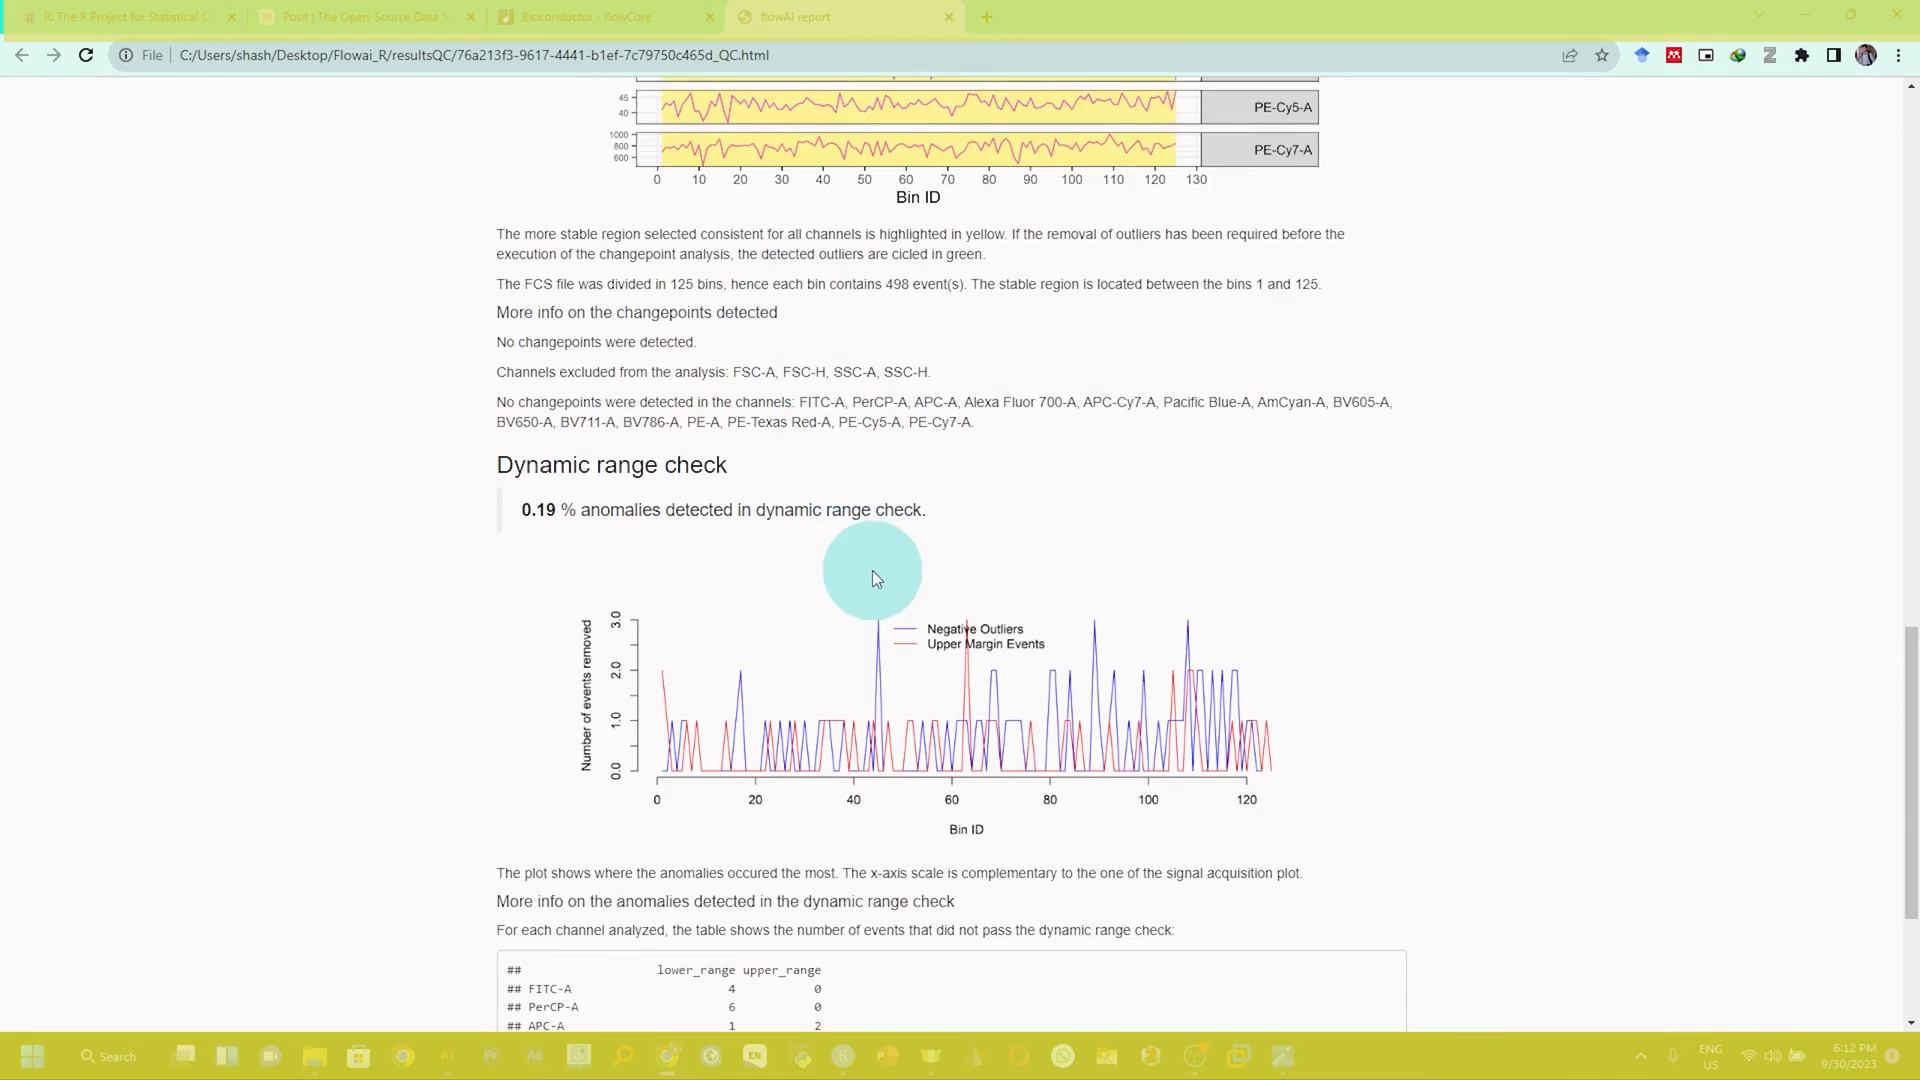 R: The R Project for Statistical C
Posit | The Open-Source Data S
Bioconductor - flowCore
flowAI report
File C:/Users/shash/Desktop/Flowai_R/resultsQC/76a213f3-9617-4441-b1ef-7c79750c465d_QC.html
45
40
PE-Cy5-A
1000
800
600
PE-Cy7-A
0 10 20 30 40 50 60 70 80 90 100 110 120 130
Bin ID
The more stable region selected consistent for all channels is highlighted in yellow. If the removal of outliers has been required before the
execution of the changepoint analysis, the detected outliers are cicled in green.
The FCS file was divided in 125 bins, hence each bin contains 498 event(s). The stable region is located between the bins 1 and 125.
More info on the changepoints detected
No changepoints were detected.
Channels excluded from the analysis: FSC-A, FSC-H, SSC-A, SSC-H.
No changepoints were detected in the channels: FITC-A, PerCP-A, APC-A, Alexa Fluor 700-A, APC-Cy7-A, Pacific Blue-A, AmCyan-A, BV605-A,
BV650-A, BV711-A, BV786-A, PE-A, PE-Texas Red-A, PE-Cy5-A, PE-Cy7-A.
Dynamic range check
0.19 % anomalies detected in dynamic range check.
Number of events removed
3.0
2.0
1.0
0.0
Negative Outliers
Upper Margin Events
0 20 40 60 80 100 120
Bin ID
The plot shows where the anomalies occured the most. The x-axis scale is complementary to the one of the signal acquisition plot.
More info on the anomalies detected in the dynamic range check
For each channel analyzed, the table shows the number of events that did not pass the dynamic range check:
## lower_range upper_range
## FITC-A 4 0
## PerCP-A 6 0
## APC-A 1 2
Search
Ai
Pr
Ae
EN
R
ENG
US
6:12 PM
9/30/2023